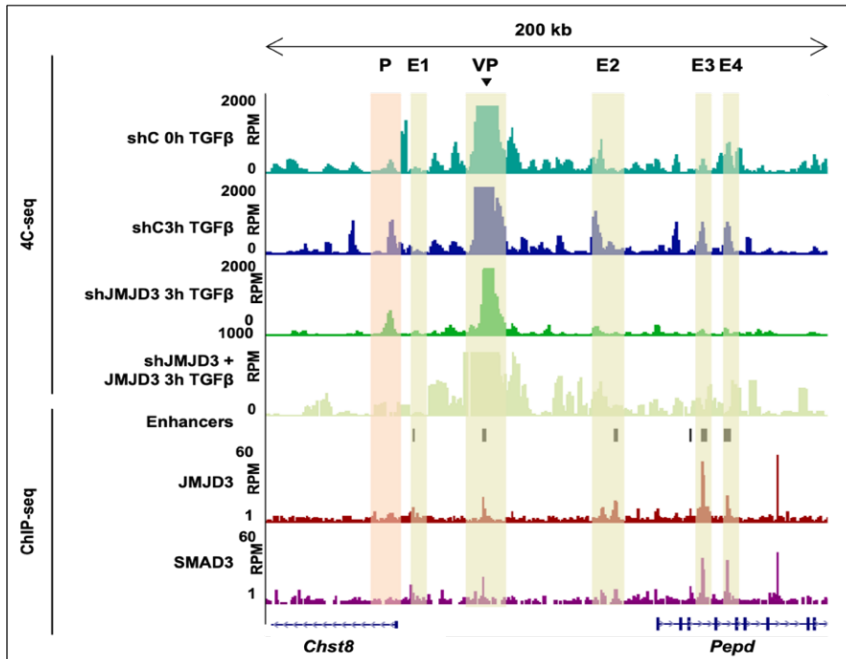 200 kb
P E1 VP E2 E3 E4
4C-seq
shC 0h TGFβ
2000
RPM
0
shC3h TGFβ
2000
RPM
0
shJMJD3 3h TGFβ
2000
RPM
0
shJMJD3 +
JMJD3 3h TGFβ
1000
RPM
0
ChIP-seq
Enhancers
JMJD3
60
RPM
1
SMAD3
60
RPM
1
Chst8 Pepd